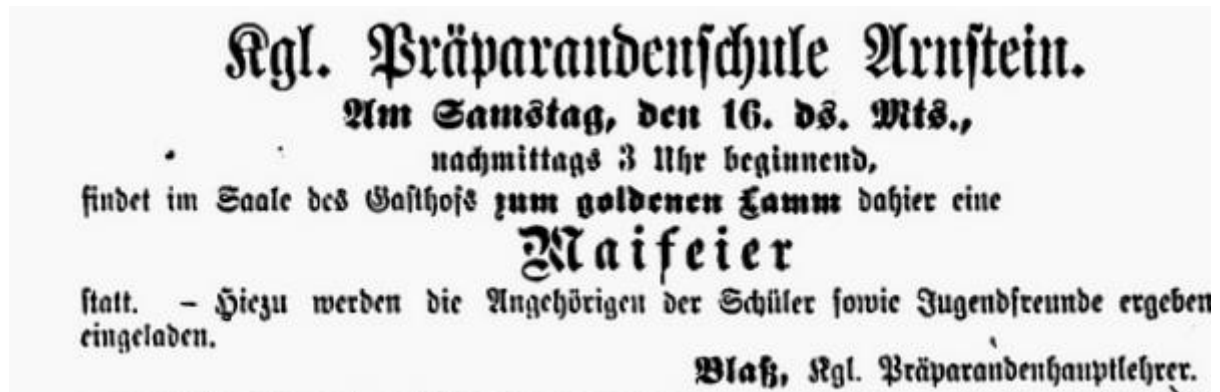 Kgl. Präparandenschule Arnstein.
Am Samstag, den 16. ds. Mts.,
nachmittags 3 Uhr beginnend,
findet im Saale des Gasthofs zum goldenen Lamm dahier eine
Maifeier
statt. – Hiezu werden die Angehörigen der Schüler sowie Jugendfreunde ergeben
eingeladen.
Blaß, Kgl. Präparandenhauptlehrer.